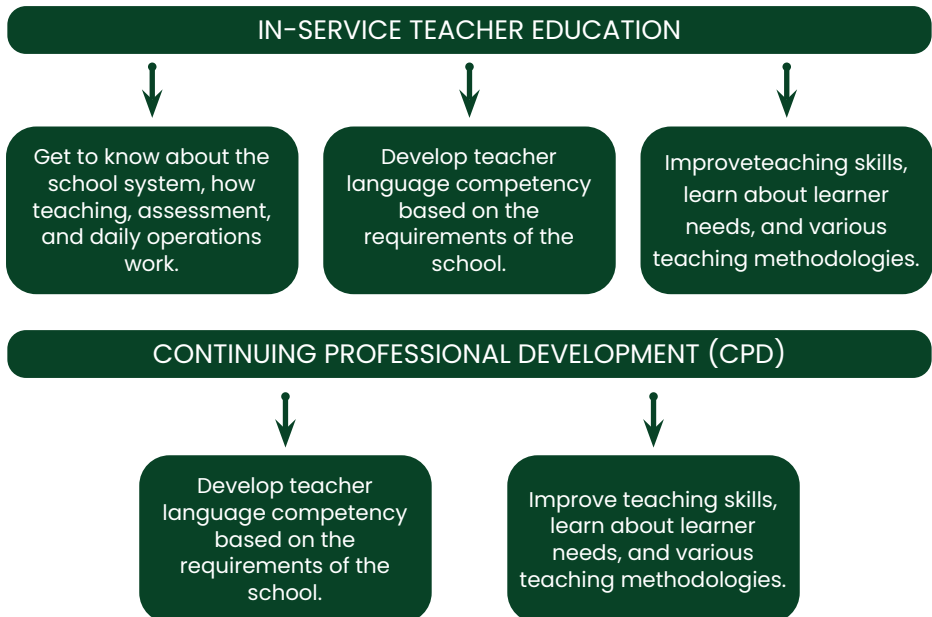 IN-SERVICE TEACHER EDUCATION
Get to know about the
school system, how
teaching, assessment,
and daily operations
work.
Develop teacher
language competency
based on the
requirements of the
school.
Improveteaching skills,
learn about learner
needs, and various
teaching methodologies.
CONTINUING PROFESSIONAL DEVELOPMENT (CPD)
Develop teacher
language competency
based on the
requirements of the
school.
Improve teaching skills,
learn about learner
needs, and various
teaching methodologies.